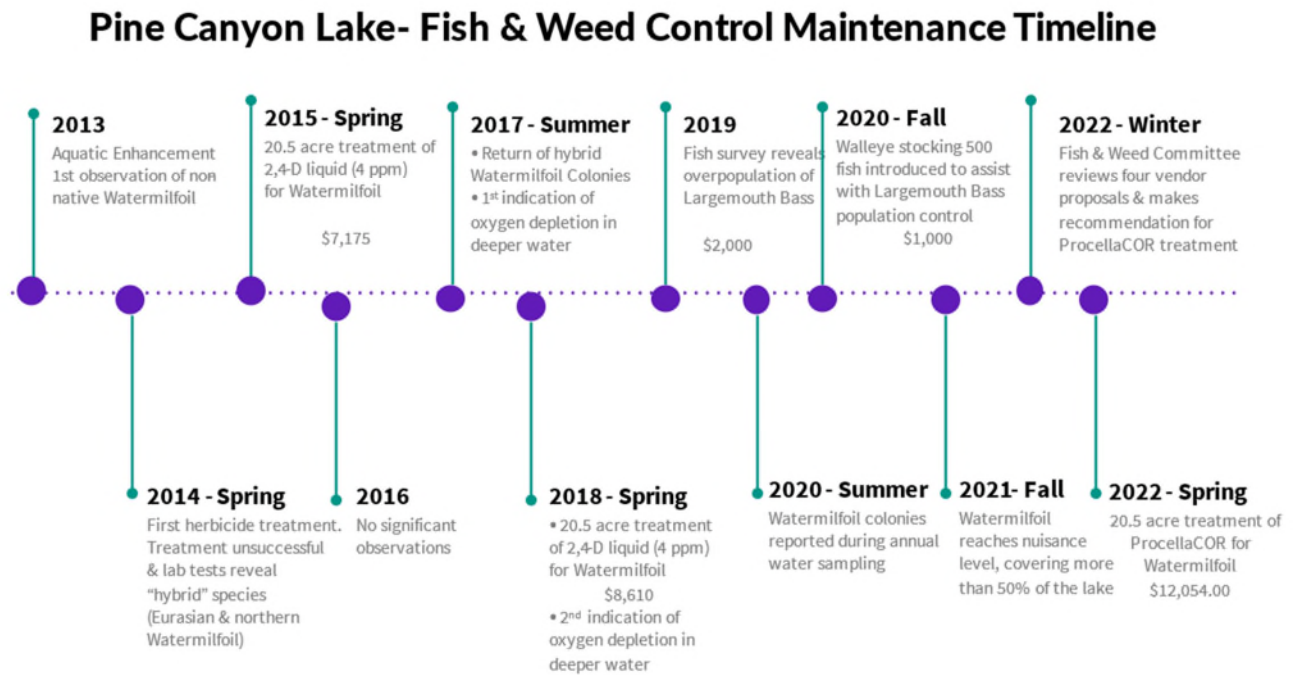 Pine Canyon Lake- Fish & Weed Control Maintenance Timeline
2013
Aquatic Enhancement
1st observation of non
native Watermilfoil
2014 - Spring
First herbicide treatment.
Treatment unsuccessful
& lab tests reveal
“hybrid” species
(Eurasian & northern
Watermilfoil)
2015 - Spring
20.5 acre treatment of
2,4-D liquid (4 ppm)
for Watermilfoil
$7,175
2016
No significant
observations
2017 - Summer
• Return of hybrid
Watermilfoil Colonies
• 1st indication of
oxygen depletion in
deeper water
2018 - Spring
• 20.5 acre treatment
of 2,4-D liquid (4 ppm)
for Watermilfoil
$8,610
• 2nd indication of
oxygen depletion in
deeper water
2019
Fish survey reveals
overpopulation of
Largemouth Bass
$2,000
2020 - Summer
Watermilfoil colonies
reported during annual
water sampling
2020 - Fall
Walleye stocking 500
fish introduced to assist
with Largemouth Bass
population control
$1,000
2021- Fall
Watermilfoil
reaches nuisance
level, covering more
than 50% of the lake
2022 - Winter
Fish & Weed Committee
reviews four vendor
proposals & makes
recommendation for
ProcellaCOR treatment
2022 - Spring
20.5 acre treatment of
ProcellaCOR for
Watermilfoil
$12,054.00